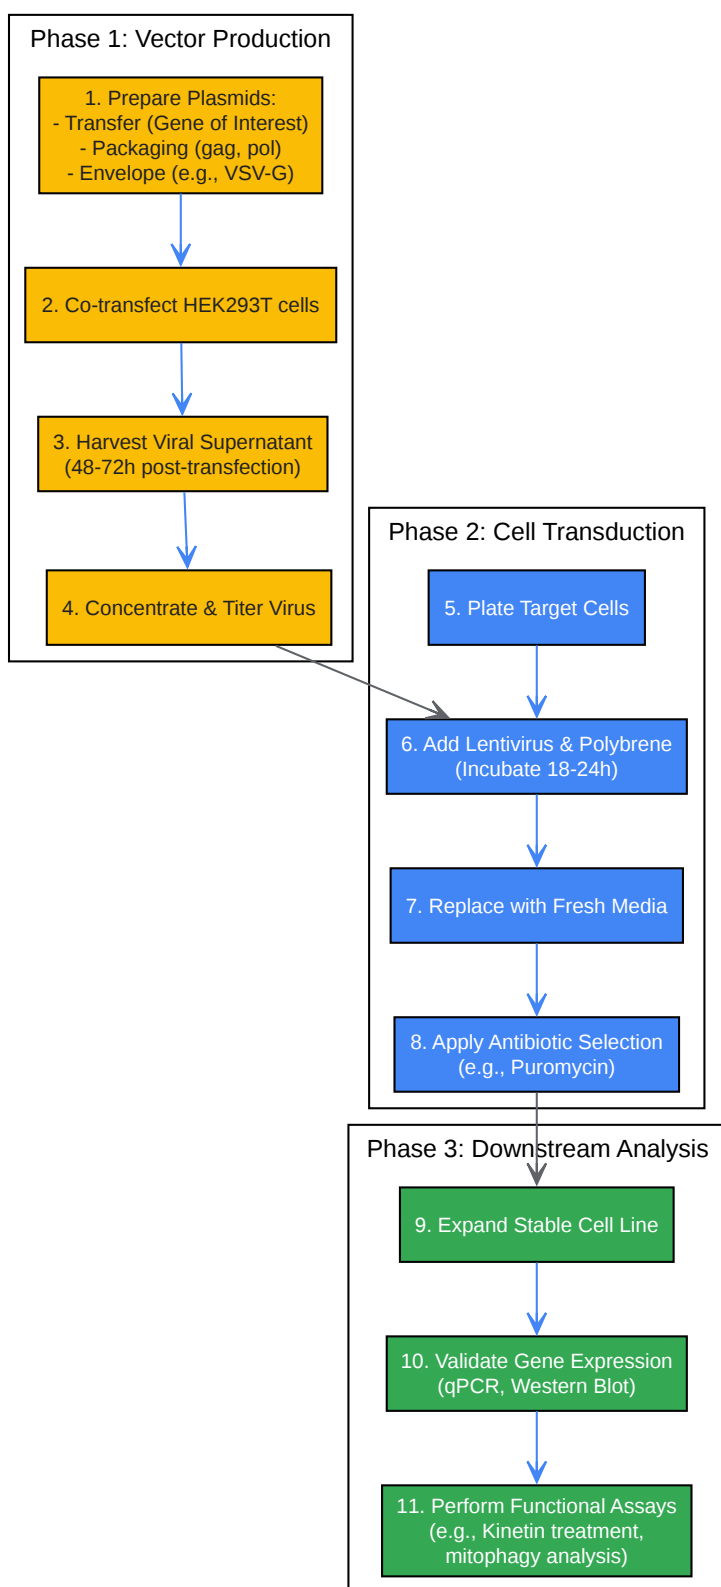 Phase 1: Vector Production
1. Prepare Plasmids:
- Transfer (Gene of Interest)
- Packaging (gag, pol)
- Envelope (e.g., VSV-G)
2. Co-transfect HEK293T cells
3. Harvest Viral Supernatant
(48-72h post-transfection)
4. Concentrate & Titer Virus
Phase 2: Cell Transduction
5. Plate Target Cells
6. Add Lentivirus & Polybrene
(Incubate 18-24h)
7. Replace with Fresh Media
8. Apply Antibiotic Selection
(e.g., Puromycin)
Phase 3: Downstream Analysis
9. Expand Stable Cell Line
10. Validate Gene Expression
(qPCR, Western Blot)
11. Perform Functional Assays
(e.g., Kinetin treatment,
mitophagy analysis)